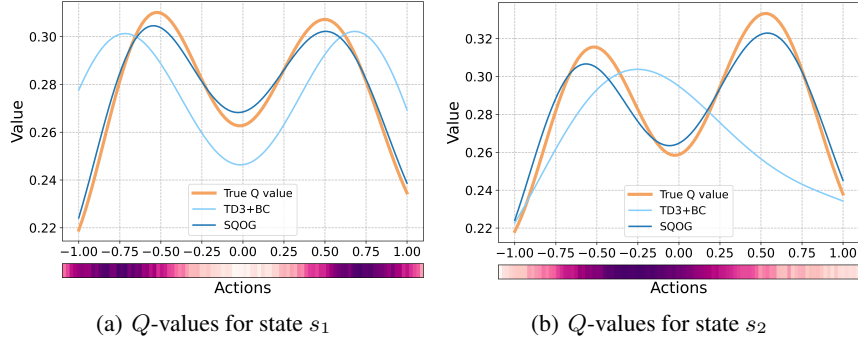 0.30
0.28
0.26
0.24
0.22
Value
True Q value
TD3+BC
SQOG
−1.00 −0.75 −0.50 −0.25 0.00 0.25 0.50 0.75 1.00
Actions
(a) Q-values for state s₁
0.32
0.30
0.28
0.26
0.24
0.22
Value
True Q value
TD3+BC
SQOG
−1.00 −0.75 −0.50 −0.25 0.00 0.25 0.50 0.75 1.00
Actions
(b) Q-values for state s₂